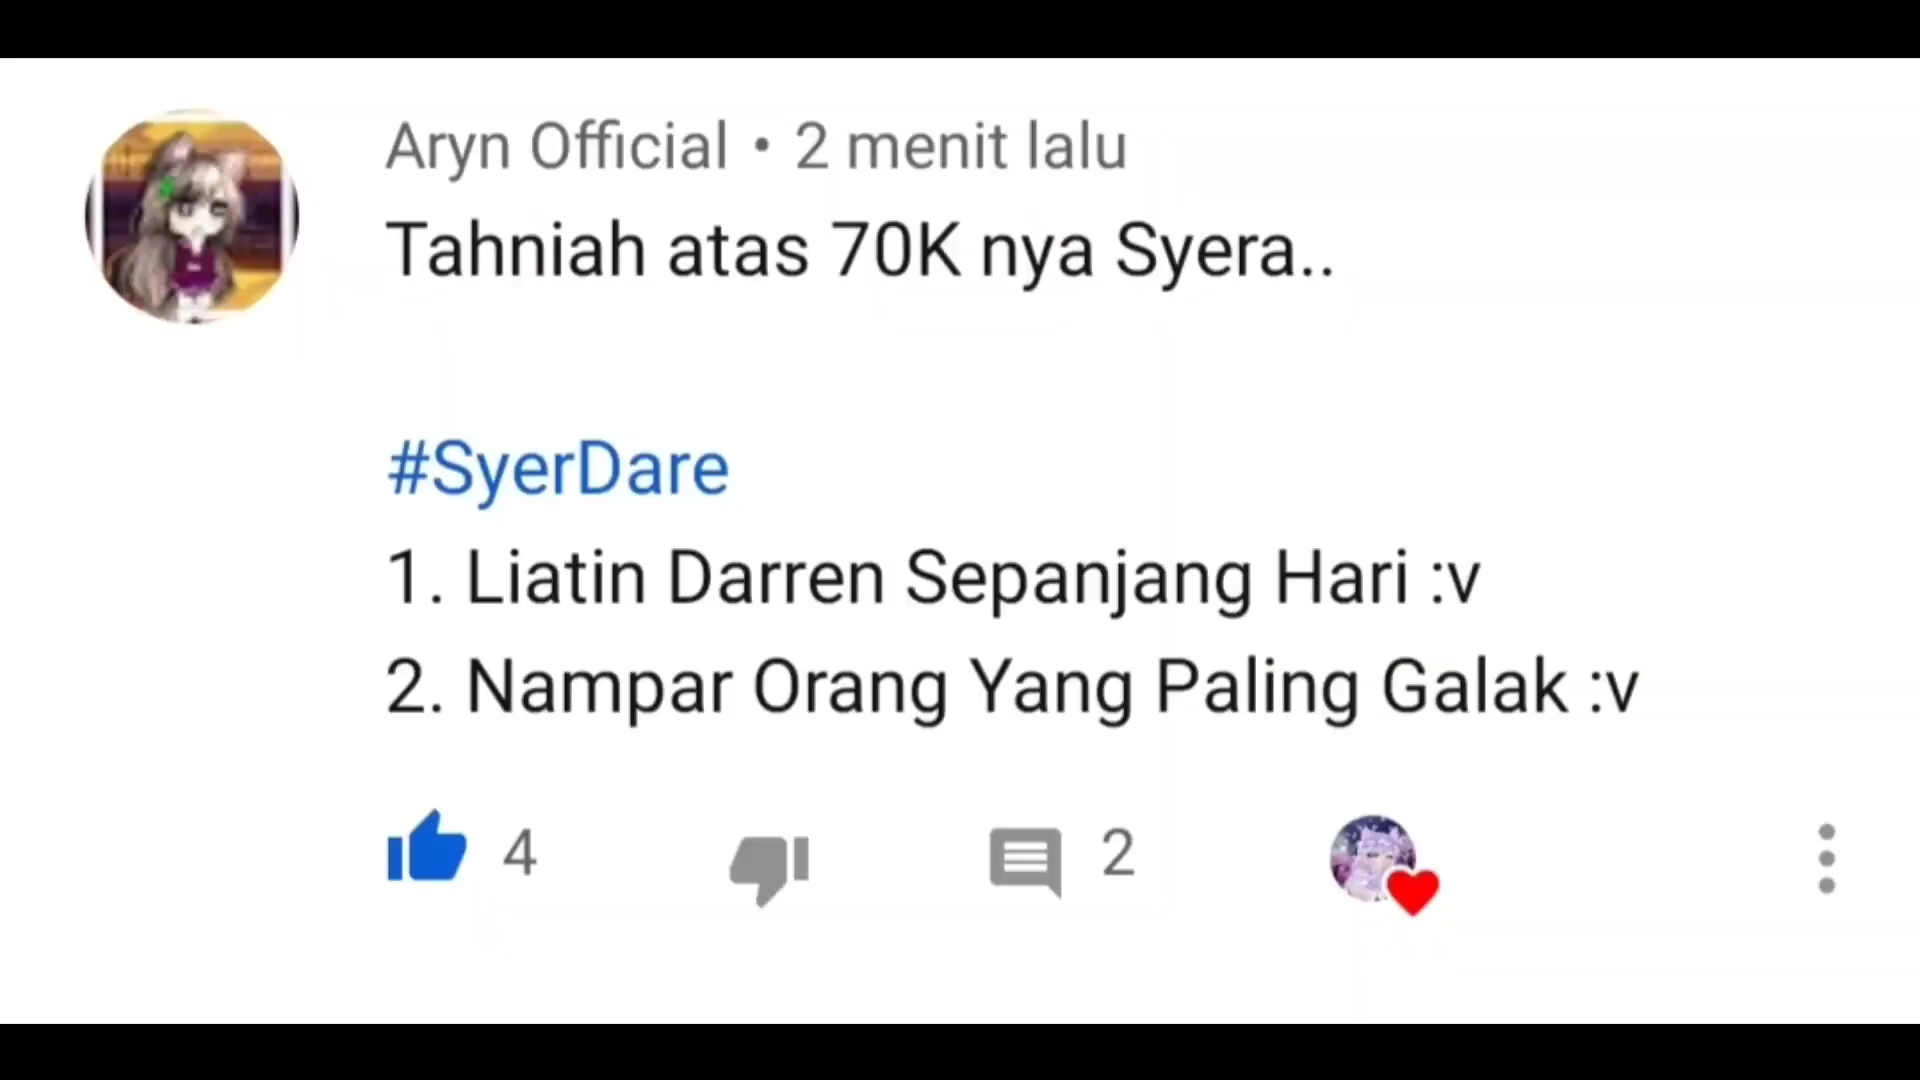 Aryn Official • 2 menit lalu
Tahniah atas 70K nya Syera..
#SyerDare
1. Liatin Darren Sepanjang Hari :v
2. Nampar Orang Yang Paling Galak :v
4 2